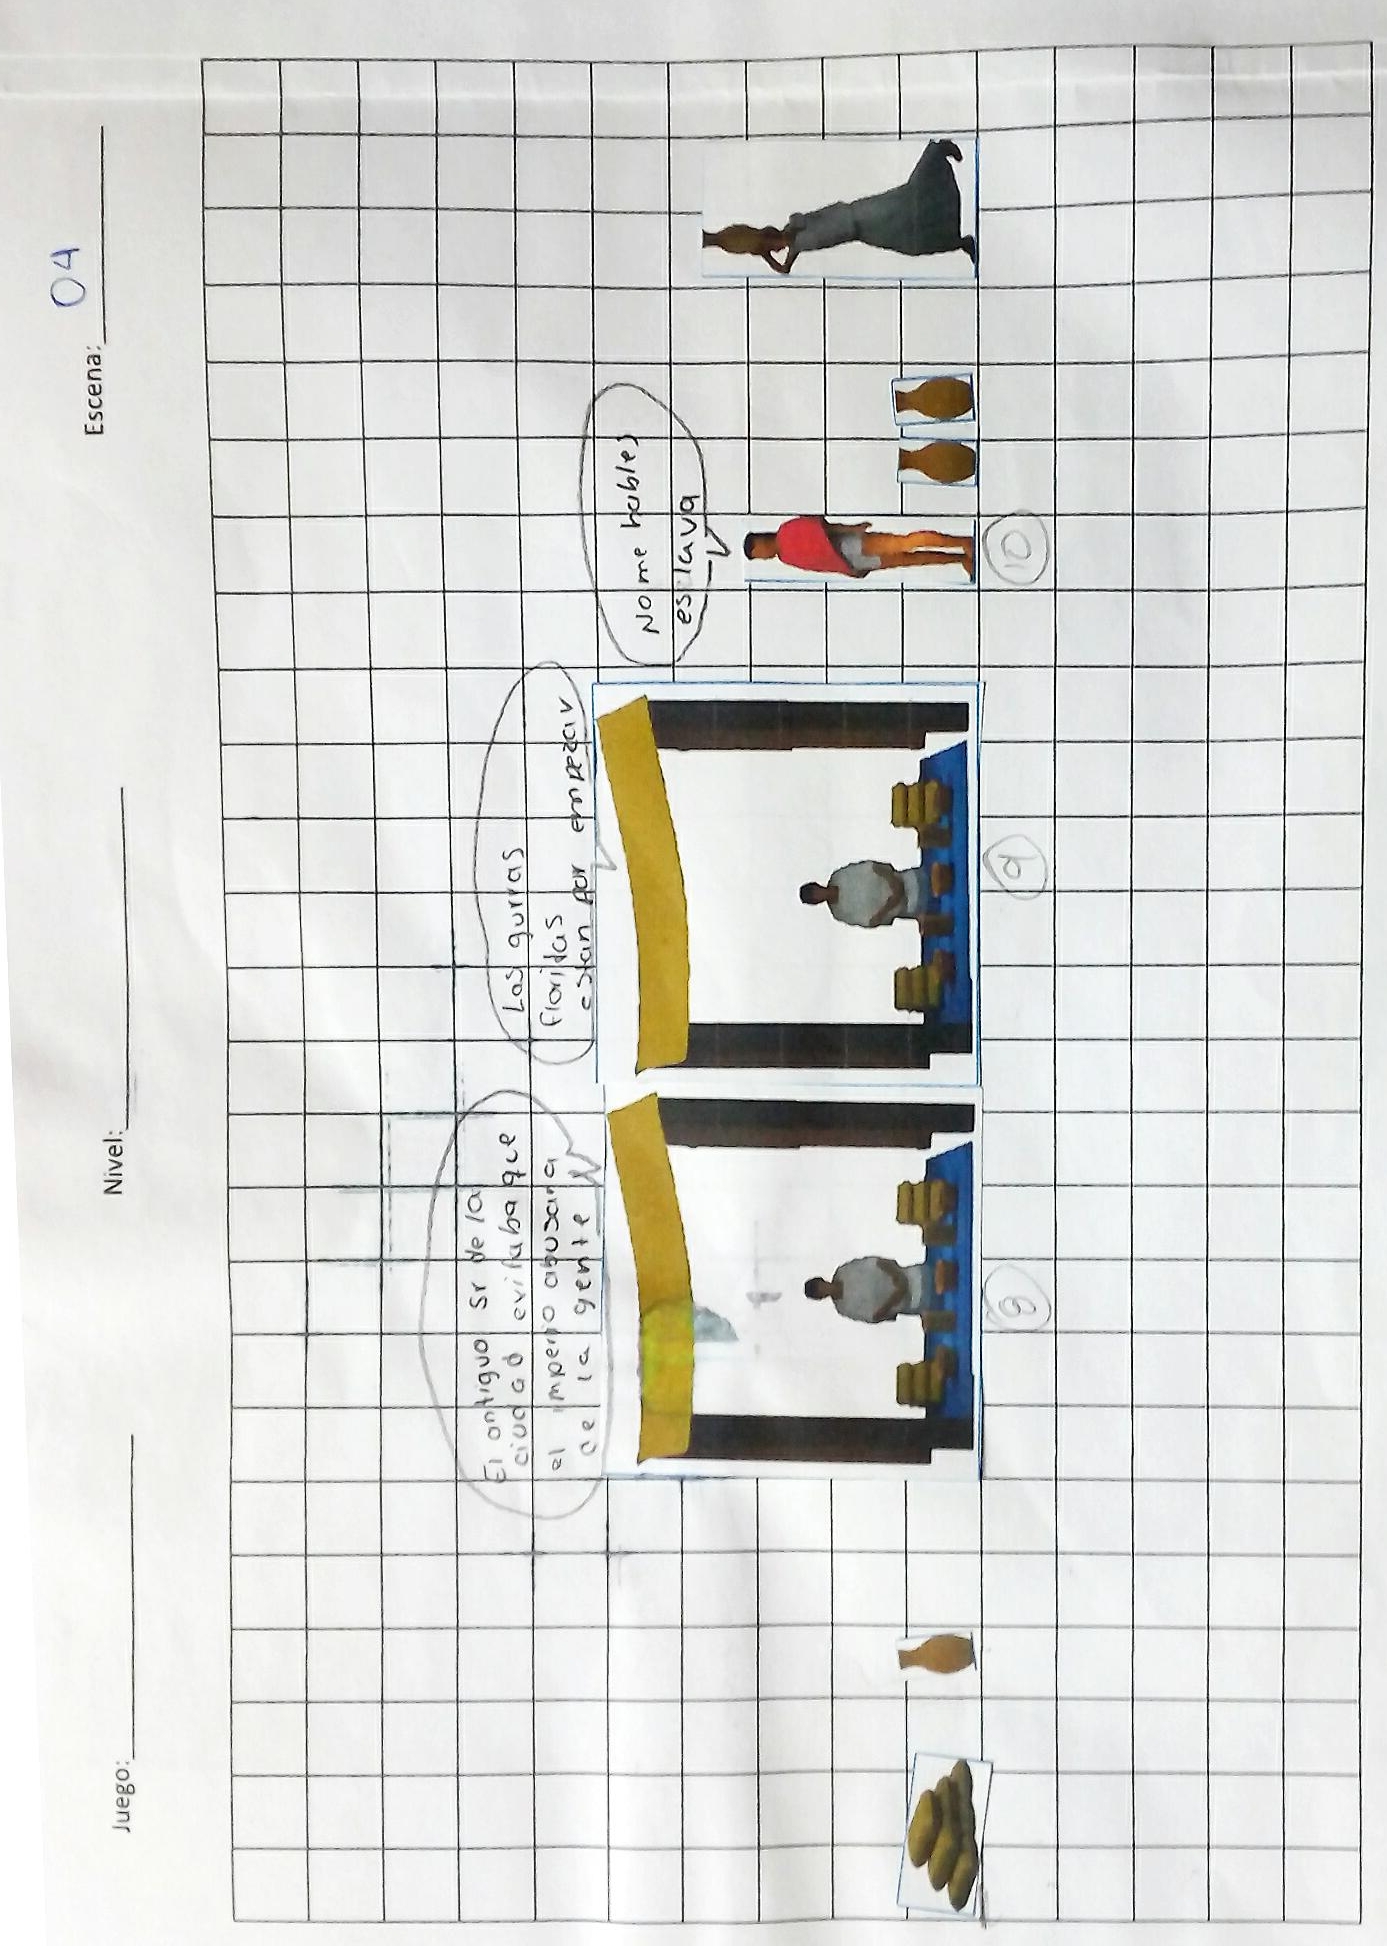 Juego:
Nivel:
Escena: 04
El antiguo Sr de la
ciudad evitaba que
el imperio abusara
de la gente
Las gurras
floridas
estan por empezar
No me hables
esclava
8
9
10